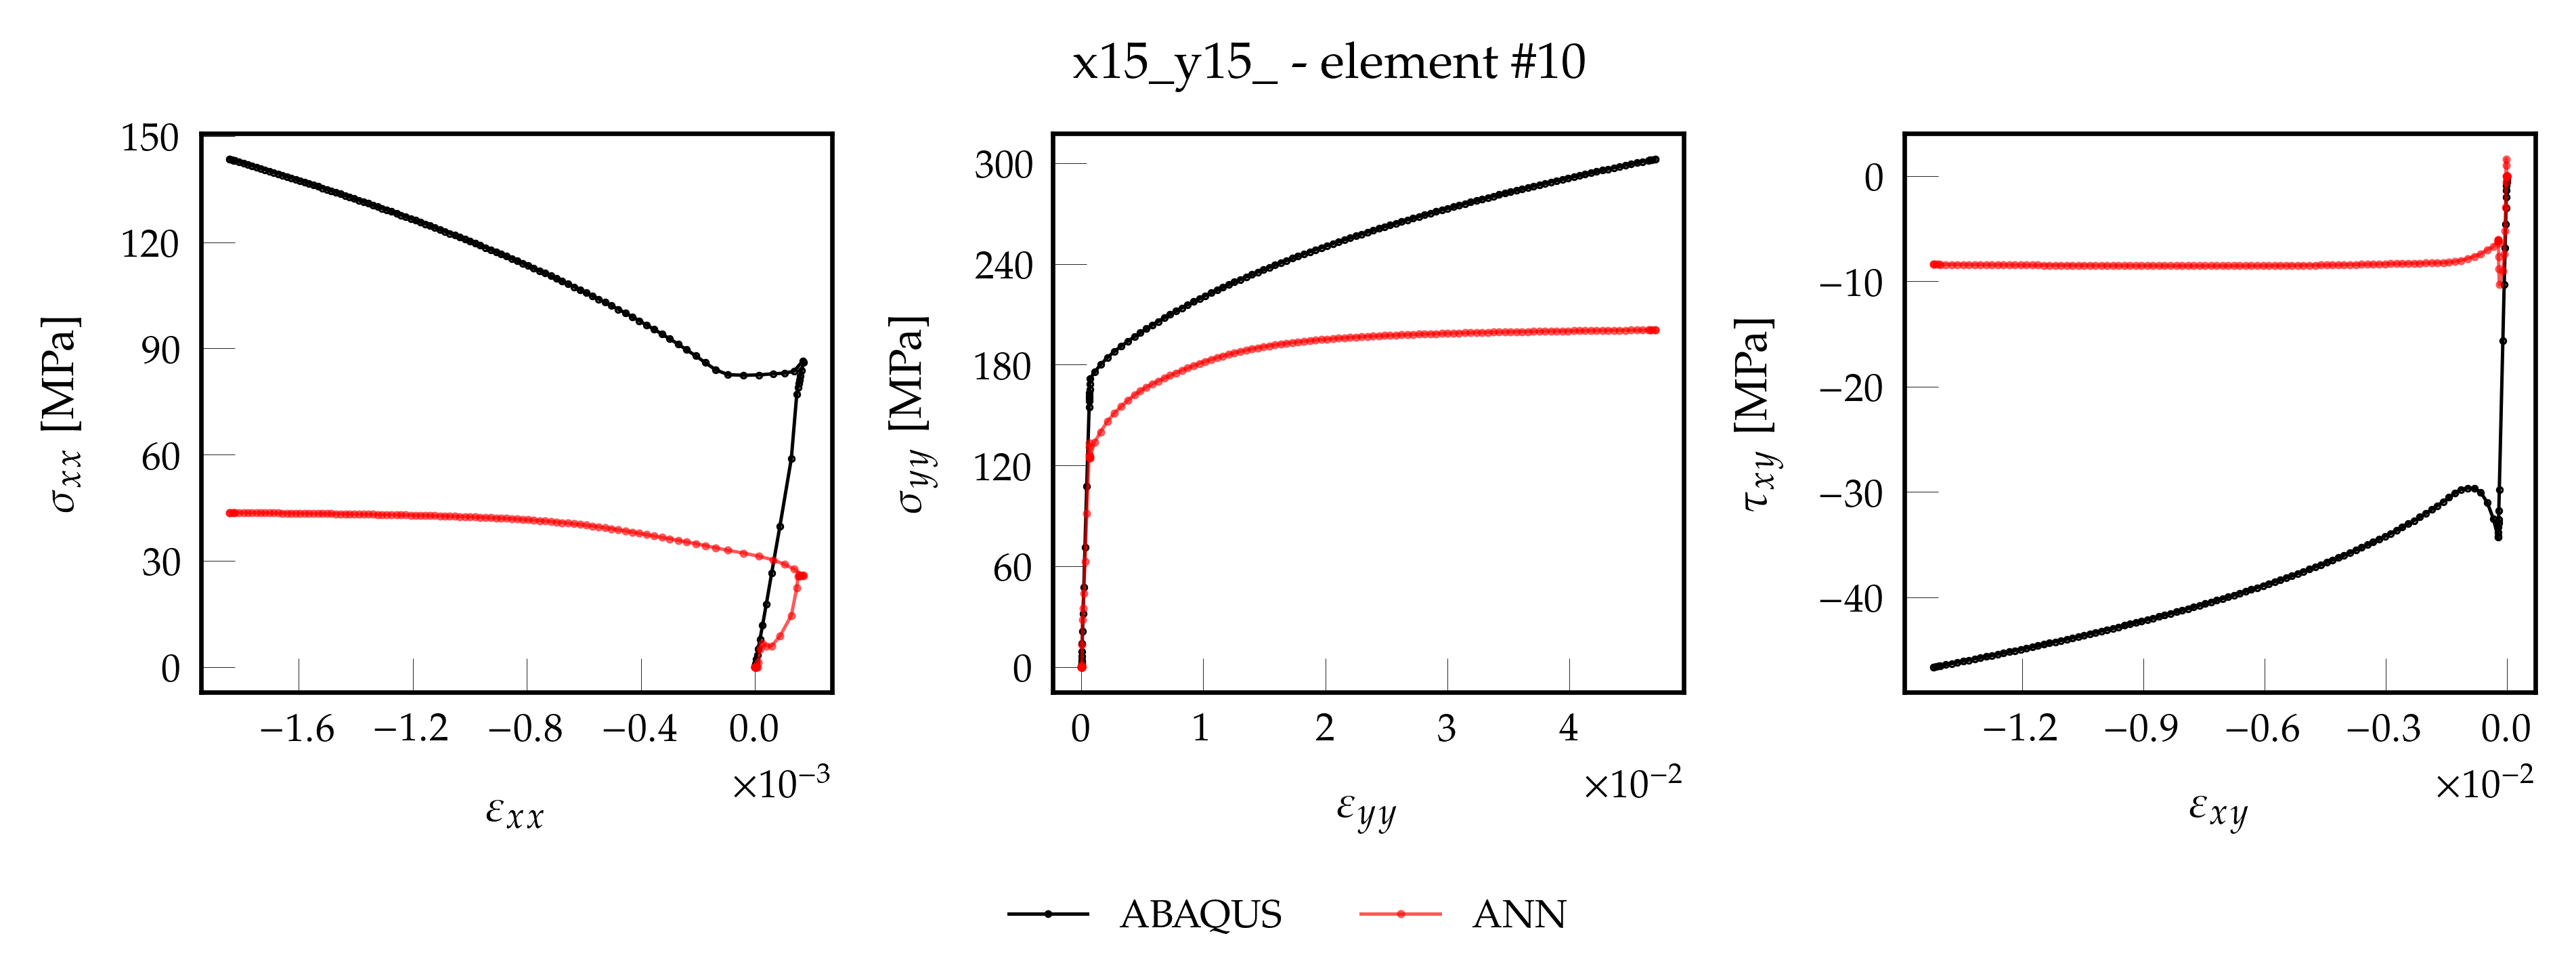 x15_y15_ - element #10
150
120
90
60
30
0
σxx [MPa]
−1.6 −1.2 −0.8 −0.4 0.0
×10−3
εxx
300
240
180
120
60
0
σyy [MPa]
0 1 2 3 4
×10−2
εyy
0
−10
−20
−30
−40
τxy [MPa]
−1.2 −0.9 −0.6 −0.3 0.0
×10−2
εxy
ABAQUS ANN